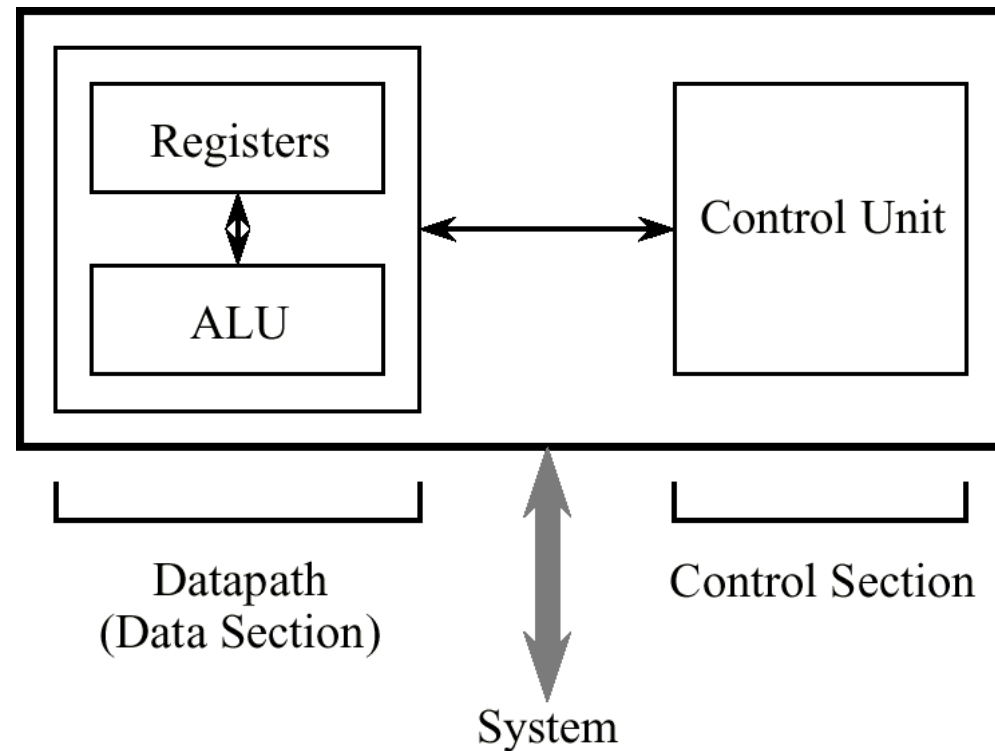 Registers
ALU
Control Unit
Datapath
(Data Section)
Control Section
System